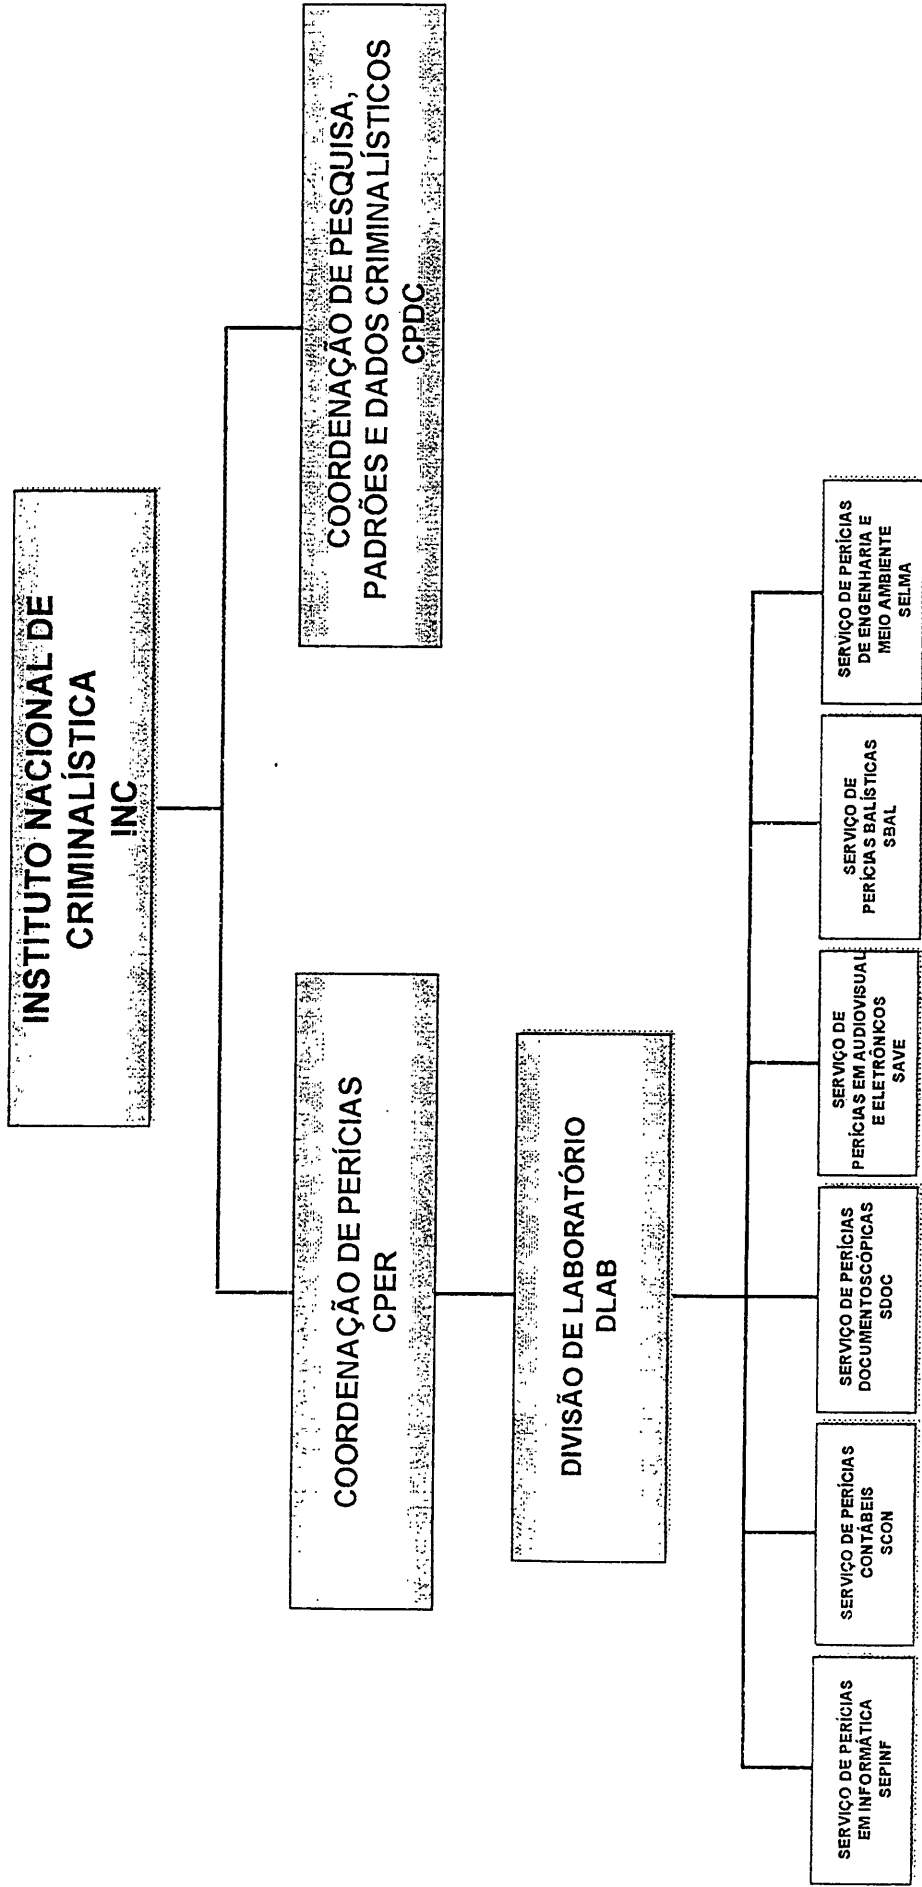 INSTITUTO NACIONAL DE
CRIMINALÍSTICA
INC
COORDENAÇÃO DE PERÍCIAS
CPER
COORDENAÇÃO DE PESQUISA,
PADRÕES E DADOS CRIMINALÍSTICOS
CPDC
DIVISÃO DE LABORATÓRIO
DLAB
SERVIÇO DE PERÍCIAS
EM INFORMÁTICA
SEPINF
SERVIÇO DE PERÍCIAS
CONTÁBEIS
SCON
SERVIÇO DE PERÍCIAS
DOCUMENTOSCÓPICAS
SDOC
SERVIÇO DE
PERÍCIAS EM AUDIOVISUAL
E ELETRÔNICOS
SAVE
SERVIÇO DE
PERÍCIAS BALÍSTICAS
SBAL
SERVIÇO DE PERÍCIAS
DE ENGENHARIA E
MEIO AMBIENTE
SELMA